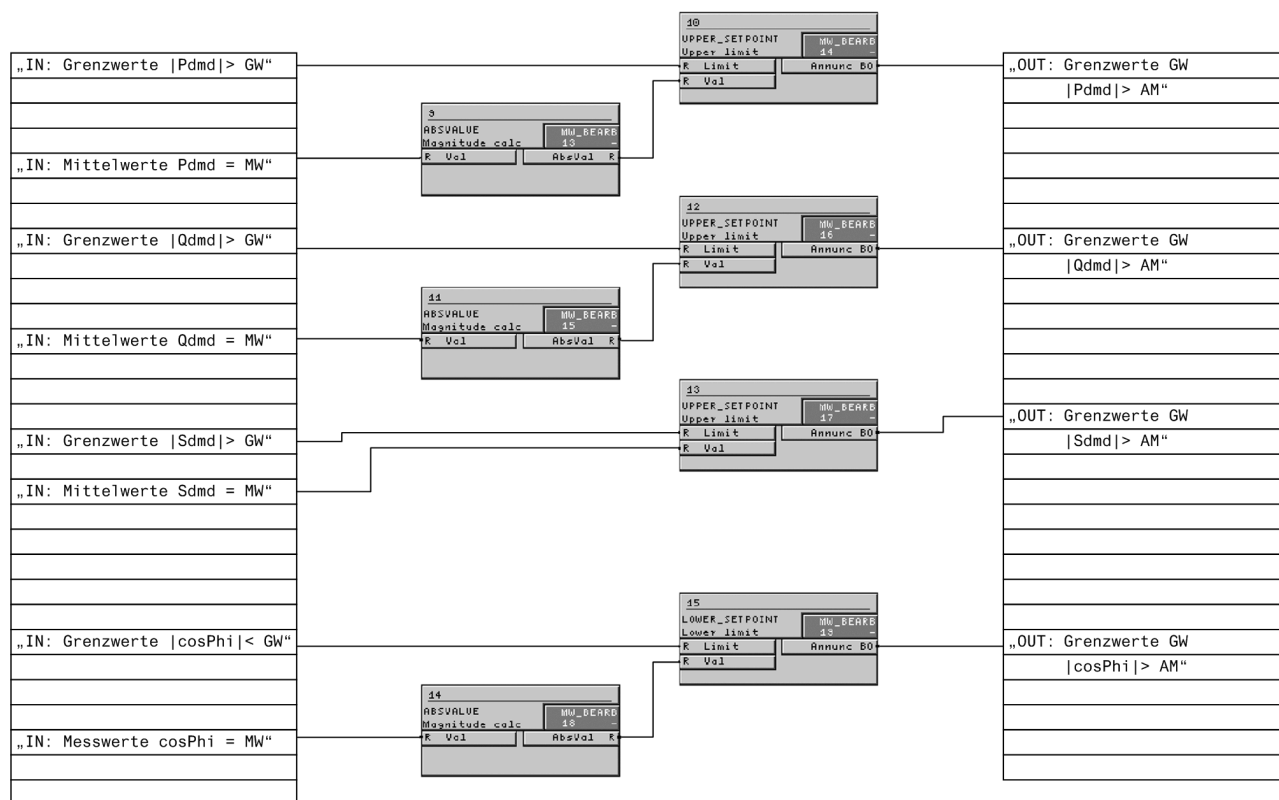 10
UPPER_SETPOINT
Upper limit
MW_BEARB
14 -
R Limit
Annunc BO
R Val
„IN: Grenzwerte |Pdmd|> GW“
„OUT: Grenzwerte GW
|Pdmd|> AM“
9
ABSVALUE
Magnitude calc
MW_BEARB
13 -
R Val
AbsVal R
„IN: Mittelwerte Pdmd = MW“
12
UPPER_SETPOINT
Upper limit
MW_BEARB
16 -
R Limit
Annunc BO
R Val
„IN: Grenzwerte |Qdmd|> GW“
„OUT: Grenzwerte GW
|Qdmd|> AM“
11
ABSVALUE
Magnitude calc
MW_BEARB
15 -
R Val
AbsVal R
„IN: Mittelwerte Qdmd = MW“
13
UPPER_SETPOINT
Upper limit
MW_BEARB
17 -
R Limit
Annunc BO
R Val
„IN: Grenzwerte |Sdmd|> GW“
„OUT: Grenzwerte GW
|Sdmd|> AM“
„IN: Mittelwerte Sdmd = MW“
15
LOWER_SETPOINT
Lower limit
MW_BEARB
19 -
R Limit
Annunc BO
R Val
„IN: Grenzwerte |cosPhi|< GW“
„OUT: Grenzwerte GW
|cosPhi|> AM“
14
ABSVALUE
Magnitude calc
MW_BEARB
18 -
R Val
AbsVal R
„IN: Messwerte cosPhi = MW“